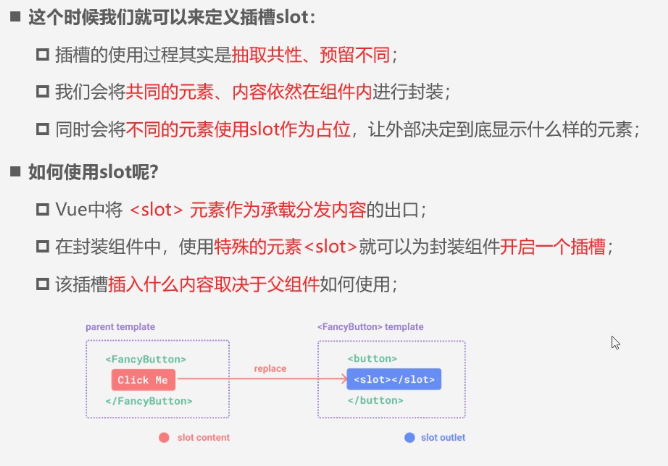 这个时候我们就可以来定义插槽slot：
插槽的使用过程其实是抽取共性、预留不同；
我们会将共同的元素、内容依然在组件内进行封装；
同时会将不同的元素使用slot作为占位，让外部决定到底显示什么样的元素；
如何使用slot呢？
Vue中将 <slot> 元素作为承载分发内容的出口；
在封装组件中，使用特殊的元素<slot>就可以为封装组件开启一个插槽；
该插槽插入什么内容取决于父组件如何使用；
parent template
<FancyButton>
Click Me
</FancyButton>
slot content
replace
<FancyButton> template
<button>
<slot></slot>
</button>
slot outlet